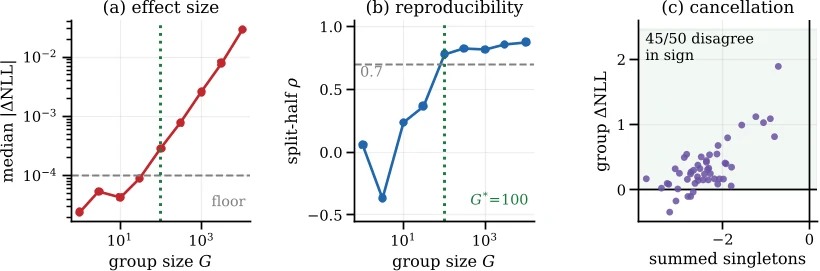 (a) effect size
median |ΔNLL|
10⁻²
10⁻³
10⁻⁴
floor
10¹
10³
group size G
(b) reproducibility
split-half ρ
1.0
0.5
0.0
−0.5
0.7
G*=100
10¹
10³
group size G
(c) cancellation
45/50 disagree
in sign
group ΔNLL
2
1
0
−2
0
summed singletons